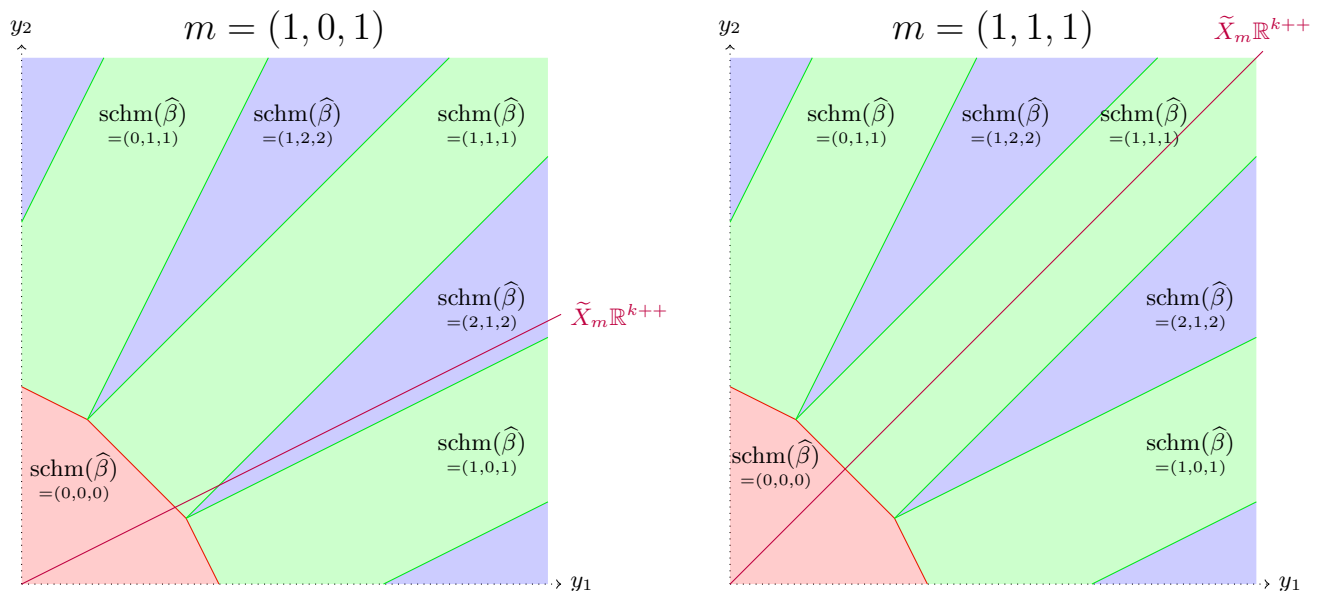 m = (1, 0, 1)
y₂
schm(β̂)
=(0,1,1)
schm(β̂)
=(1,2,2)
schm(β̂)
=(1,1,1)
schm(β̂)
=(2,1,2)
X̃ₘℝᵏ⁺⁺
schm(β̂)
=(1,0,1)
schm(β̂)
=(0,0,0)
y₁
m = (1, 1, 1)
y₂
X̃ₘℝᵏ⁺⁺
schm(β̂)
=(0,1,1)
schm(β̂)
=(1,2,2)
schm(β̂)
=(1,1,1)
schm(β̂)
=(2,1,2)
schm(β̂)
=(1,0,1)
schm(β̂)
=(0,0,0)
y₁